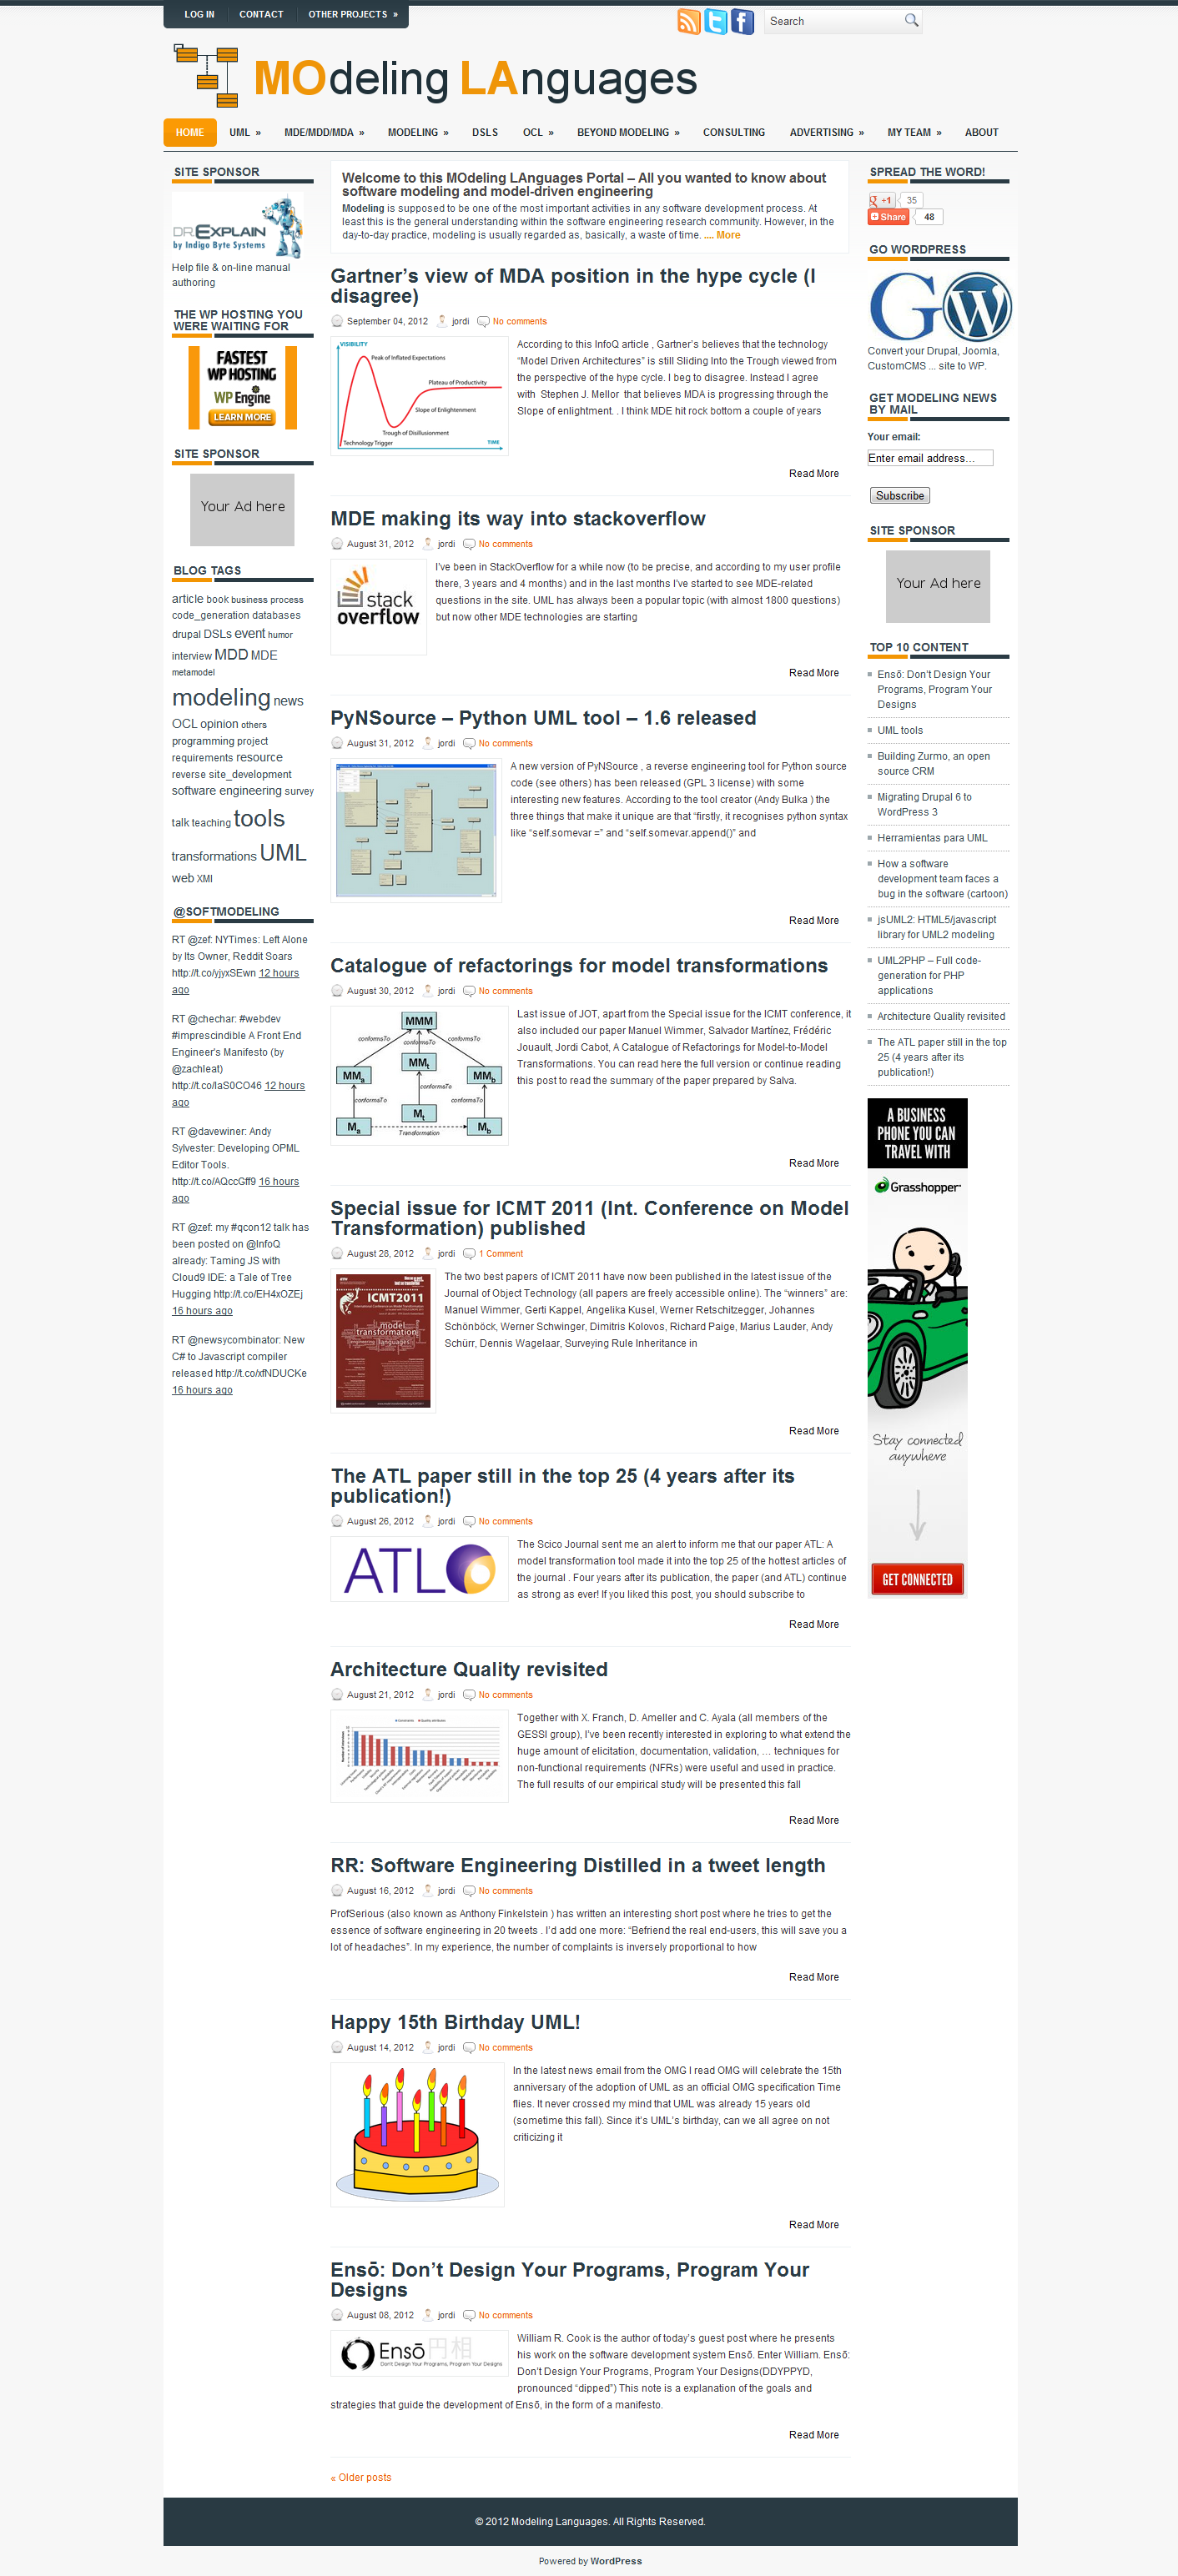 LOG IN
CONTACT
OTHER PROJECTS »
Search
MOdeling LAnguages
HOME
UML »
MDE/MDD/MDA »
MODELING »
DSLS
OCL »
BEYOND MODELING »
CONSULTING
ADVERTISING »
MY TEAM »
ABOUT
SITE SPONSOR
DR.EXPLAIN
by Indigo Byte Systems
Help file & on-line manual
authoring
THE WP HOSTING YOU
WERE WAITING FOR
FASTEST
WP HOSTING
WP Engine
LEARN MORE
SITE SPONSOR
Your Ad here
BLOG TAGS
article book business process
code_generation databases
drupal DSLs event humor
interview MDD MDE
metamodel
modeling news
OCL opinion others
programming project
requirements resource
reverse site_development
software engineering survey
talk teaching tools
transformations UML
web XMI
@SOFTMODELING
RT @zef: NYTimes: Left Alone
by Its Owner, Reddit Soars
http://t.co/yjyxSEwn 12 hours
ago
RT @chechar: #webdev
#imprescindible A Front End
Engineer's Manifesto (by
@zachleat)
http://t.co/laS0CO46 12 hours
ago
RT @davewiner: Andy
Sylvester: Developing OPML
Editor Tools.
http://t.co/AQccGff9 16 hours
ago
RT @zef: my #qcon12 talk has
been posted on @InfoQ
already: Taming JS with
Cloud9 IDE: a Tale of Tree
Hugging http://t.co/EH4xOZEj
16 hours ago
RT @newsycombinator: New
C# to Javascript compiler
released http://t.co/xfNDUCKe
16 hours ago
Welcome to this MOdeling LAnguages Portal – All you wanted to know about
software modeling and model-driven engineering
Modeling is supposed to be one of the most important activities in any software development process. At
least this is the general understanding within the software engineering research community. However, in the
day-to-day practice, modeling is usually regarded as, basically, a waste of time. .... More
Gartner's view of MDA position in the hype cycle (I
disagree)
September 04, 2012 jordi No comments
VISIBILITY
Peak of Inflated Expectations
Plateau of Productivity
Slope of Enlightenment
Trough of Disillusionment
Technology Trigger
TIME
According to this InfoQ article , Gartner's believes that the technology
“Model Driven Architectures” is still Sliding Into the Trough viewed from
the perspective of the hype cycle. I beg to disagree. Instead I agree
with Stephen J. Mellor that believes MDA is progressing through the
Slope of enlightment. . I think MDE hit rock bottom a couple of years
Read More
MDE making its way into stackoverflow
August 31, 2012 jordi No comments
stack
overflow
I've been in StackOverflow for a while now (to be precise, and according to my user profile
there, 3 years and 4 months) and in the last months I've started to see MDE-related
questions in the site. UML has always been a popular topic (with almost 1800 questions)
but now other MDE technologies are starting
Read More
PyNSource – Python UML tool – 1.6 released
August 31, 2012 jordi No comments
A new version of PyNSource , a reverse engineering tool for Python source
code (see others) has been released (GPL 3 license) with some
interesting new features. According to the tool creator (Andy Bulka ) the
three things that make it unique are that “firstly, it recognises python syntax
like “self.somevar =” and “self.somevar.append()” and
Read More
Catalogue of refactorings for model transformations
August 30, 2012 jordi No comments
MMM
conformsTo conformsTo conformsTo
MMa MMt MMb
conformsTo conformsTo conformsTo
Ma Mt Mb
Transformation
Last issue of JOT, apart from the Special issue for the ICMT conference, it
also included our paper Manuel Wimmer, Salvador Martínez, Frédéric
Jouault, Jordi Cabot, A Catalogue of Refactorings for Model-to-Model
Transformations. You can read here the full version or continue reading
this post to read the summary of the paper prepared by Salva.
Read More
Special issue for ICMT 2011 (Int. Conference on Model
Transformation) published
August 28, 2012 jordi 1 Comment
ICMT2011
model
transformation
languages
The two best papers of ICMT 2011 have now been published in the latest issue of the
Journal of Object Technology (all papers are freely accessible online). The “winners” are:
Manuel Wimmer, Gerti Kappel, Angelika Kusel, Werner Retschitzegger, Johannes
Schönböck, Werner Schwinger, Dimitris Kolovos, Richard Paige, Marius Lauder, Andy
Schürr, Dennis Wagelaar, Surveying Rule Inheritance in
Read More
The ATL paper still in the top 25 (4 years after its
publication!)
August 26, 2012 jordi No comments
ATL
The Scico Journal sent me an alert to inform me that our paper ATL: A
model transformation tool made it into the top 25 of the hottest articles of
the journal . Four years after its publication, the paper (and ATL) continue
as strong as ever! If you liked this post, you should subscribe to
Read More
Architecture Quality revisited
August 21, 2012 jordi No comments
Together with X. Franch, D. Ameller and C. Ayala (all members of the
GESSI group), I've been recently interested in exploring to what extend the
huge amount of elicitation, documentation, validation, … techniques for
non-functional requirements (NFRs) were useful and used in practice.
The full results of our empirical study will be presented this fall
Read More
RR: Software Engineering Distilled in a tweet length
August 16, 2012 jordi No comments
ProfSerious (also known as Anthony Finkelstein ) has written an interesting short post where he tries to get the
essence of software engineering in 20 tweets . I'd add one more: “Befriend the real end-users, this will save you a
lot of headaches”. In my experience, the number of complaints is inversely proportional to how
Read More
Happy 15th Birthday UML!
August 14, 2012 jordi No comments
In the latest news email from the OMG I read OMG will celebrate the 15th
anniversary of the adoption of UML as an official OMG specification Time
flies. It never crossed my mind that UML was already 15 years old
(sometime this fall). Since it's UML's birthday, can we all agree on not
criticizing it
Read More
Ensō: Don't Design Your Programs, Program Your
Designs
August 08, 2012 jordi No comments
Ensō 円相
Don't Design Your Programs, Program Your Designs
William R. Cook is the author of today's guest post where he presents
his work on the software development system Ensō. Enter William. Ensō:
Don't Design Your Programs, Program Your Designs(DDYPPYD,
pronounced “dipped”) This note is a explanation of the goals and
strategies that guide the development of Ensō, in the form of a manifesto.
Read More
« Older posts
SPREAD THE WORD!
+1 35
Share 48
GO WORDPRESS
GO W
Convert your Drupal, Joomla,
CustomCMS ... site to WP.
GET MODELING NEWS
BY MAIL
Your email:
Enter email address...
Subscribe
SITE SPONSOR
Your Ad here
TOP 10 CONTENT
Ensō: Don't Design Your
Programs, Program Your
Designs
UML tools
Building Zurmo, an open
source CRM
Migrating Drupal 6 to
WordPress 3
Herramientas para UML
How a software
development team faces a
bug in the software (cartoon)
jsUML2: HTML5/javascript
library for UML2 modeling
UML2PHP – Full code-
generation for PHP
applications
Architecture Quality revisited
The ATL paper still in the top
25 (4 years after its
publication!)
A BUSINESS
PHONE YOU CAN
TRAVEL WITH
Grasshopper
Stay connected
anywhere
GET CONNECTED
© 2012 Modeling Languages. All Rights Reserved.
Powered by WordPress